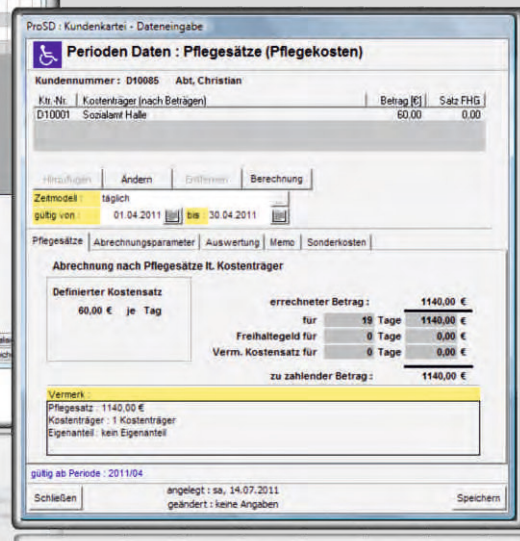 ProSD : Kundenkartei - Dateneingabe
Perioden Daten : Pflegesätze (Pflegekosten)
Kundennummer : D10085 Abt, Christian
Ktr.-Nr. Kostenträger (nach Beträgen) Betrag [€] Satz FHG
D10001 Sozialamt Halle 60,00 0,00
Hinzufügen Ändern Entfernen Berechnung
Zeitmodell : täglich ...
gültig von : 01.04.2011 bis : 30.04.2011
Pflegesätze Abrechnungsparameter Auswertung Memo Sonderkosten
Abrechnung nach Pflegesätze lt. Kostenträger
Definierter Kostensatz
60,00 € je Tag
errechneter Betrag : 1140,00 €
für 19 Tage 1140,00 €
Freihaltegeld für 0 Tage 0,00 €
Verm. Kostensatz für 0 Tage 0,00 €
zu zahlender Betrag : 1140,00 €
Vermerk :
Pflegesatz : 1140,00 €
Kostenträger : 1 Kostenträger
Eigenanteil : kein Eigenanteil
gültig ab Periode : 2011/04
Schließen angelegt : sa, 14.07.2011 Speichern
geändert : keine Angaben